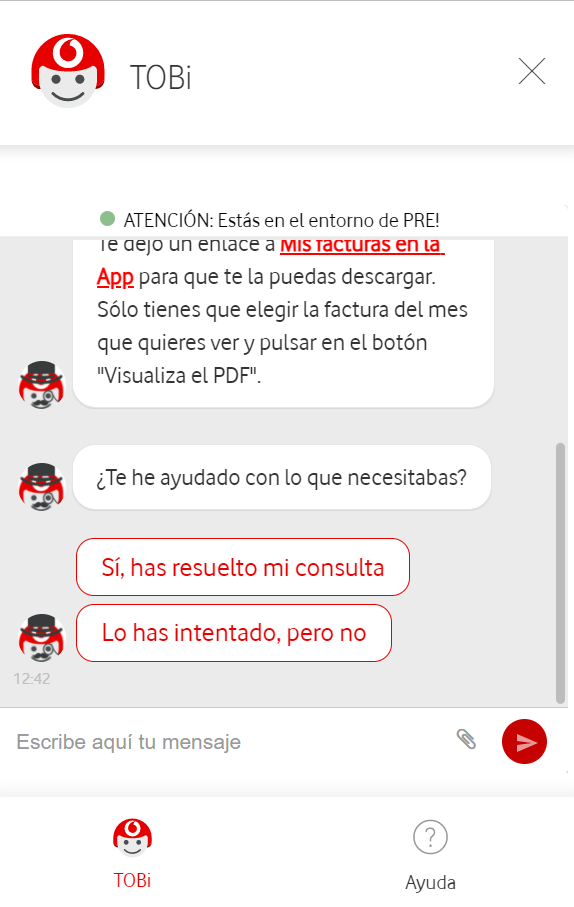 TOBi
ATENCIÓN: Estás en el entorno de PRE!
Te dejo un enlace a Mis facturas en la
App para que te la puedas descargar.
Sólo tienes que elegir la factura del mes
que quieres ver y pulsar en el botón
"Visualiza el PDF".
¿Te he ayudado con lo que necesitabas?
Sí, has resuelto mi consulta
Lo has intentado, pero no
12:42
Escribe aquí tu mensaje
TOBi
Ayuda